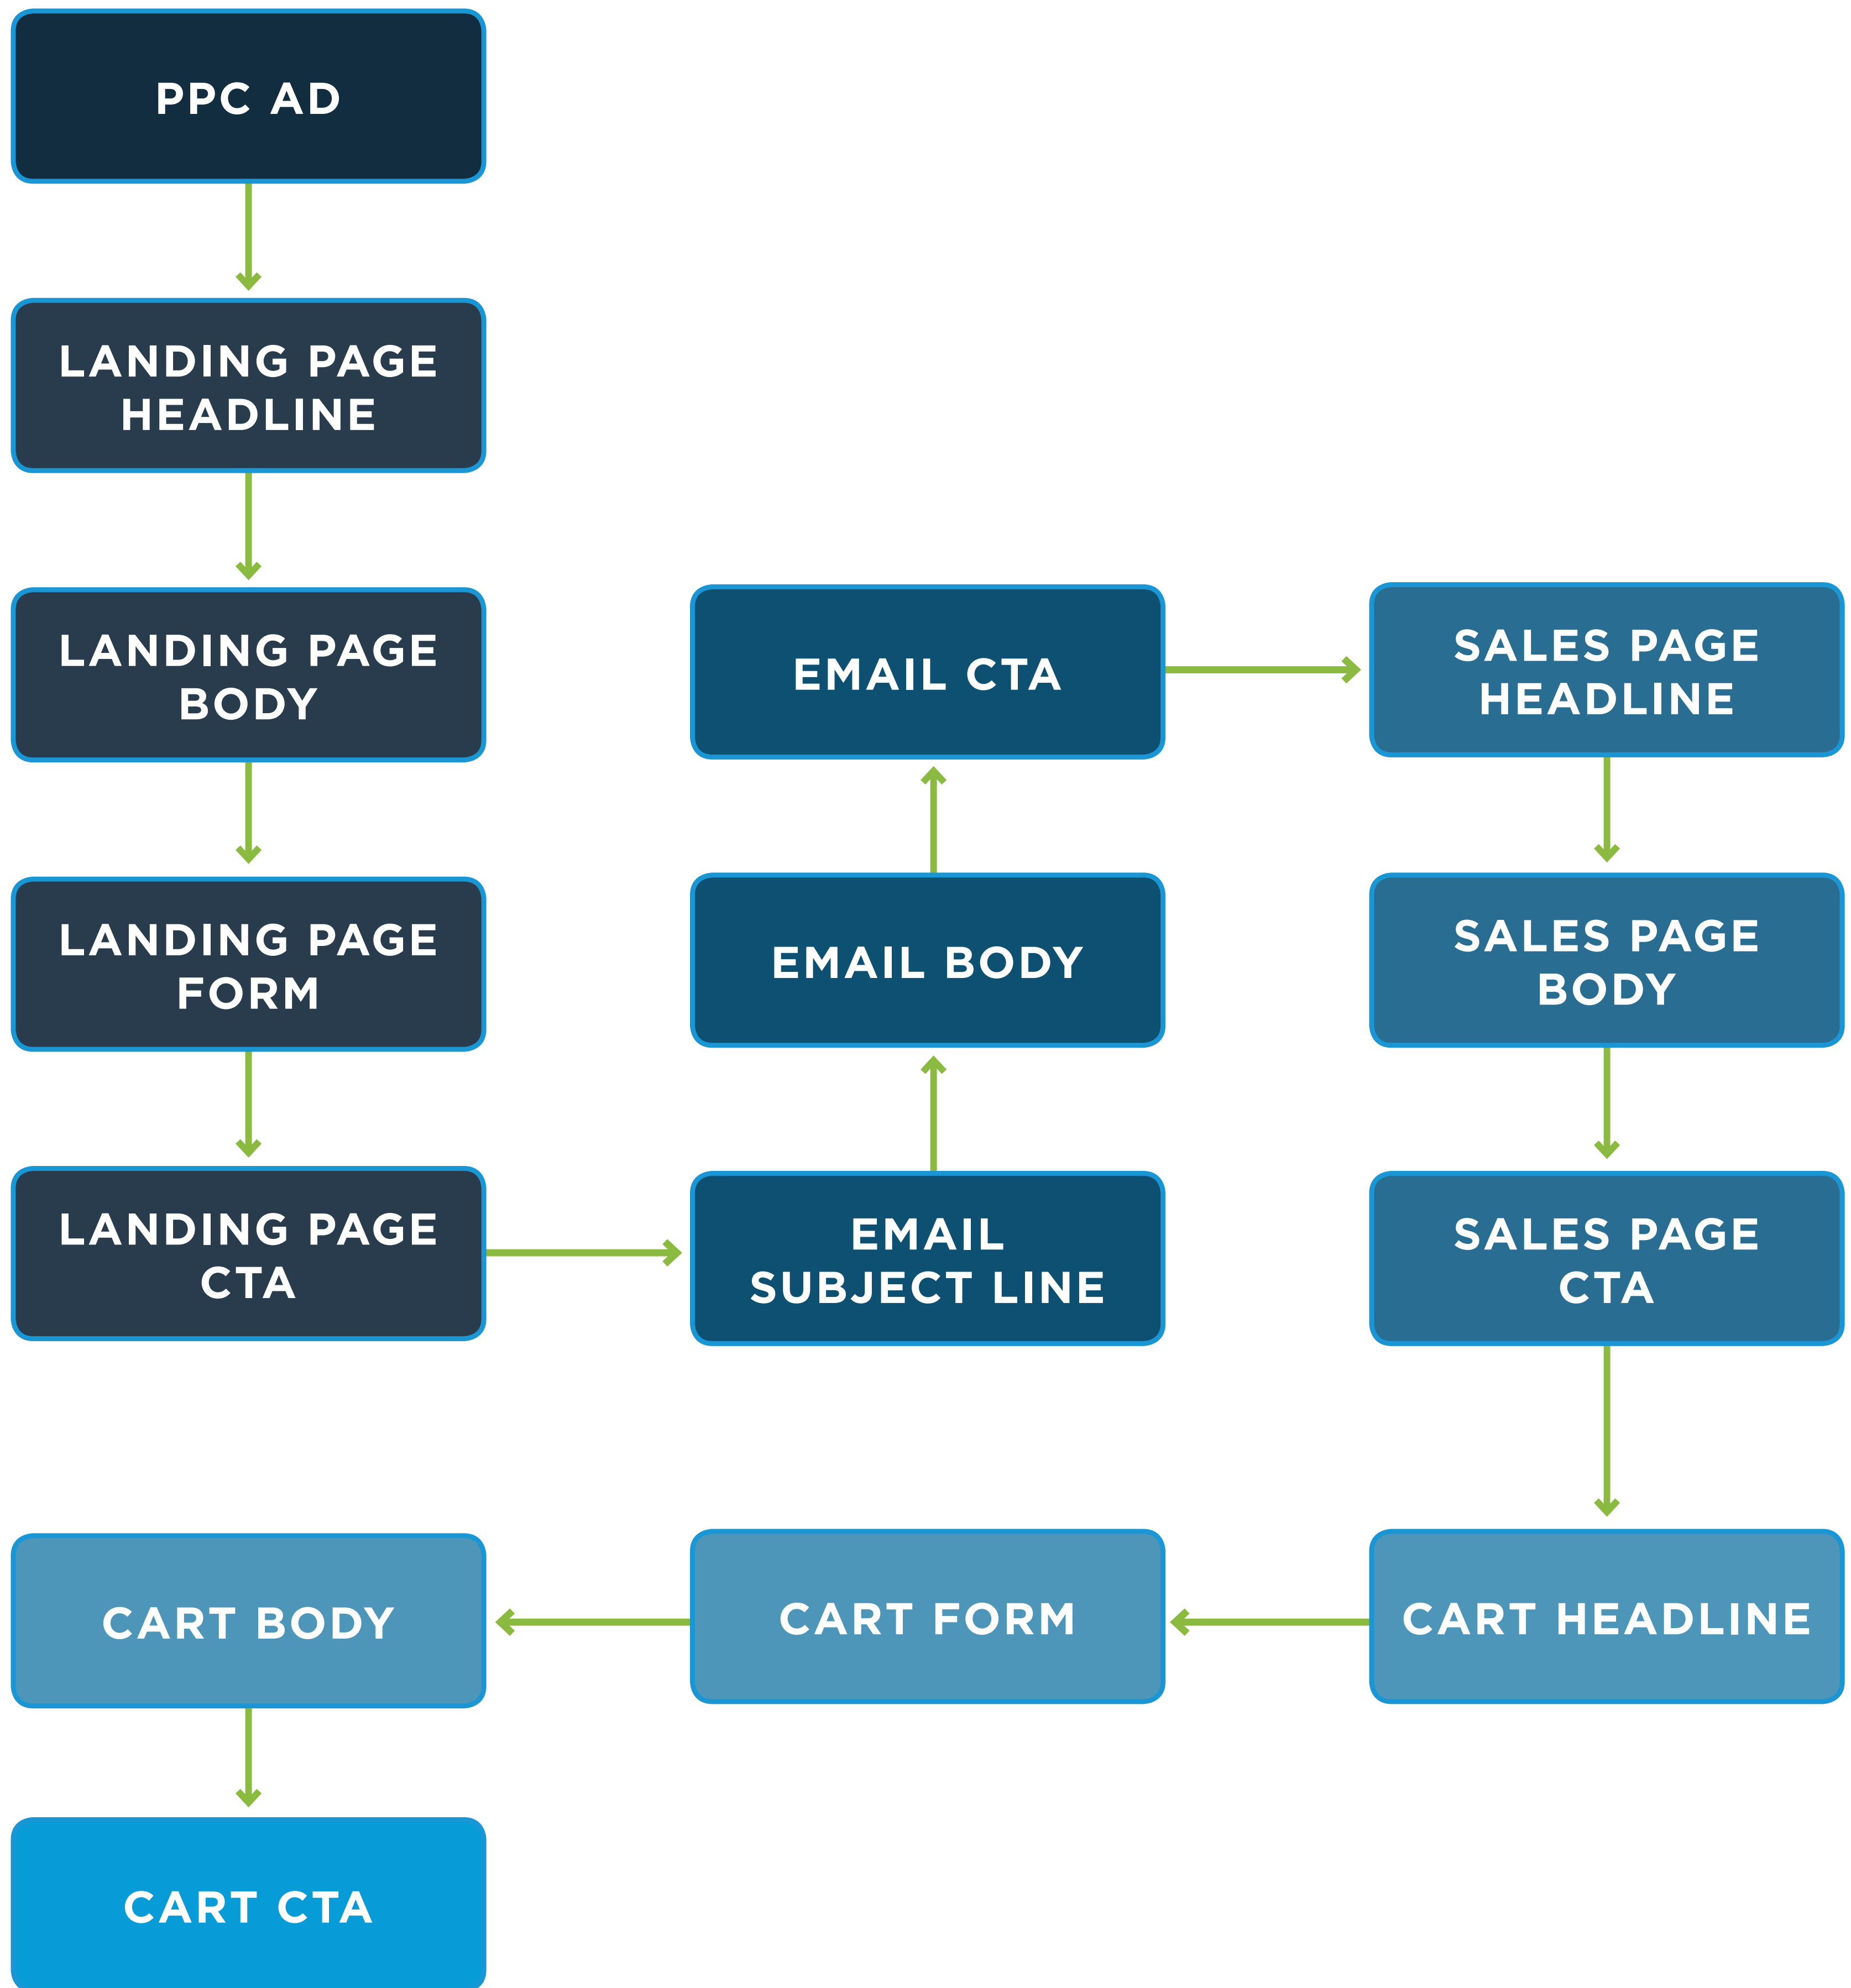 PPC AD
LANDING PAGE
HEADLINE
LANDING PAGE
BODY
LANDING PAGE
FORM
LANDING PAGE
CTA
EMAIL
SUBJECT LINE
EMAIL BODY
EMAIL CTA
SALES PAGE
HEADLINE
SALES PAGE
BODY
SALES PAGE
CTA
CART HEADLINE
CART FORM
CART BODY
CART CTA